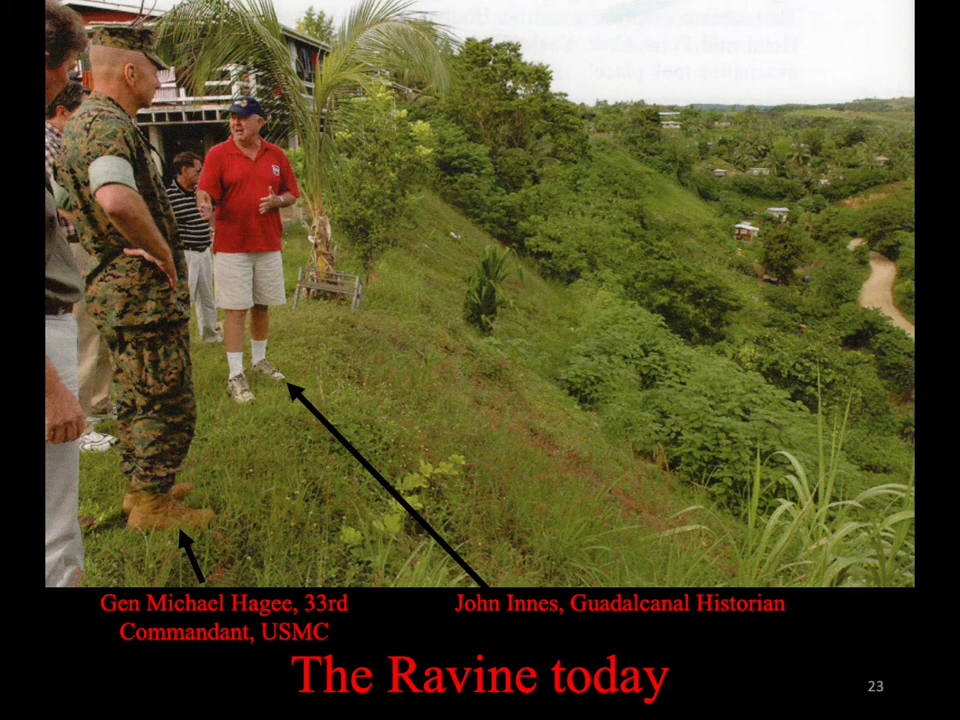 Gen Michael Hagee, 33rd
Commandant, USMC
John Innes, Guadalcanal Historian
The Ravine today
23